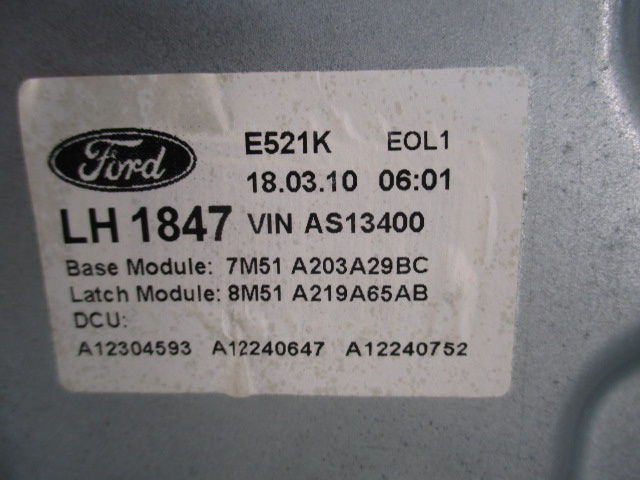 Ford E521K EOL1
18.03.10 06:01
LH 1847 VIN AS13400
Base Module: 7M51 A203A29BC
Latch Module: 8M51 A219A65AB
DCU:
A12304593 A12240647 A12240752